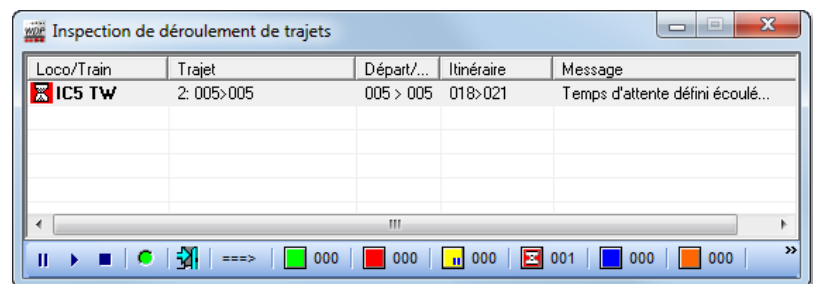 WDP Inspection de déroulement de trajets
Loco/Train Trajet Départ/... Itinéraire Message
IC5 TW 2: 005>005 005 > 005 018>021 Temps d'attente défini écoulé...
===> 000 000 000 001 000 000 »